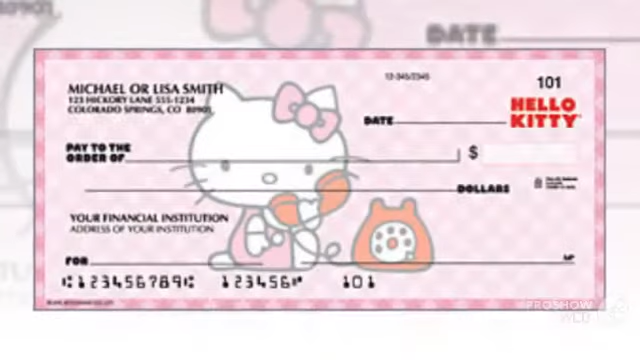 DATE
MICHAEL OR LISA SMITH
123 HICKORY LANE 555-1234
COLORADO SPRINGS, CO 80901
12-345/2345
101
HELLO
KITTY
DATE
PAY TO THE
ORDER OF
$
DOLLARS
YOUR FINANCIAL INSTITUTION
ADDRESS OF YOUR INSTITUTION
FOR
MP
⑆123456789⑆ 123456⑈ 101
PROSHOW